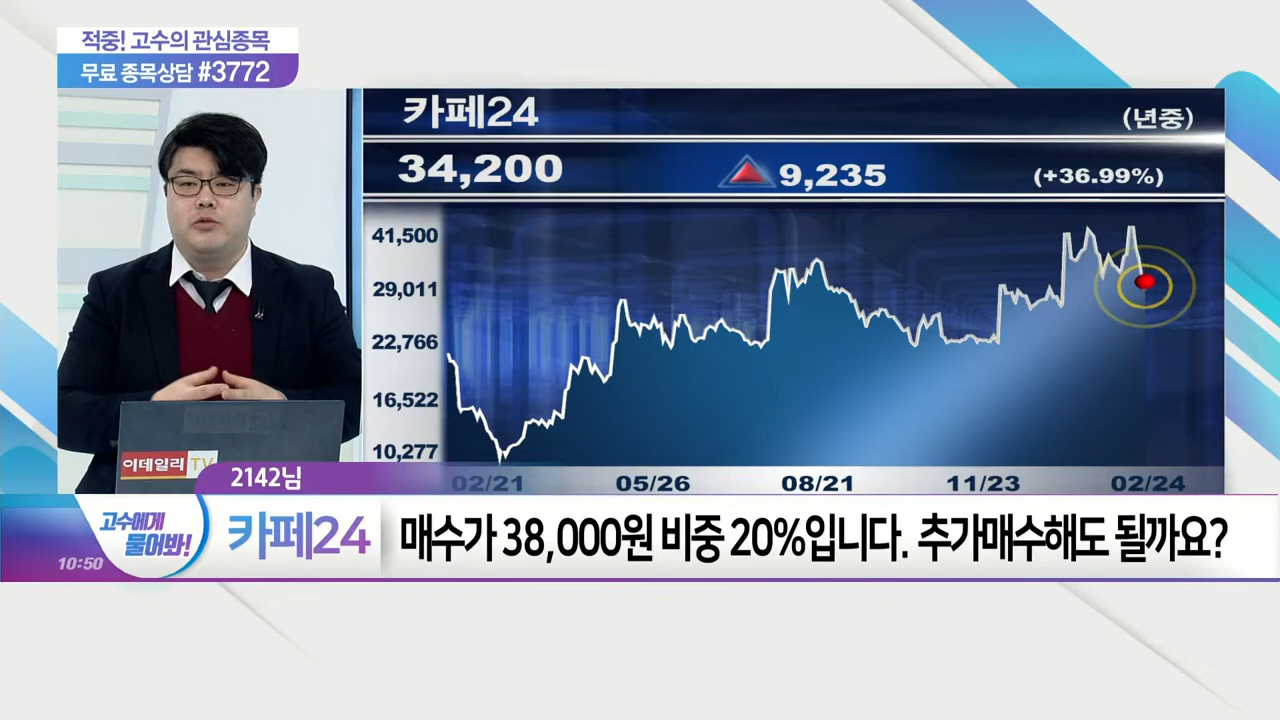 적중! 고수의 관심종목
무료 종목상담 #3772
카페24
(년중)
34,200
9,235
(+36.99%)
41,500
29,011
22,766
16,522
10,277
02/21
05/26
08/21
11/23
02/24
이데일리 TV
2142님
고수에게
물어봐!
10:50
카페24
매수가 38,000원 비중 20%입니다. 추가매수해도 될까요?